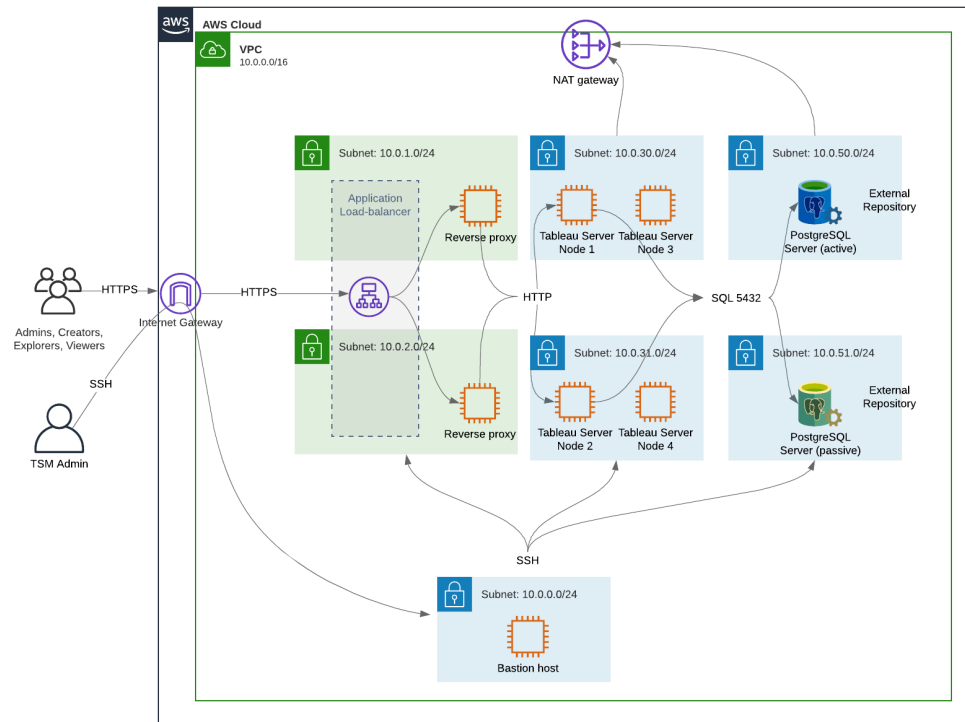 aws
AWS Cloud
VPC
10.0.0.0/16
NAT gateway
Subnet: 10.0.1.0/24
Application
Load-balancer
Reverse proxy
Subnet: 10.0.30.0/24
Tableau Server
Node 1
Tableau Server
Node 3
Subnet: 10.0.50.0/24
External
Repository
PostgreSQL
Server (active)
HTTPS
Admins, Creators,
Explorers, Viewers
Internet Gateway
HTTPS
HTTP
SQL 5432
SSH
TSM Admin
Subnet: 10.0.2.0/24
Reverse proxy
Subnet: 10.0.31.0/24
Tableau Server
Node 2
Tableau Server
Node 4
Subnet: 10.0.51.0/24
External
Repository
PostgreSQL
Server (passive)
SSH
Subnet: 10.0.0.0/24
Bastion host